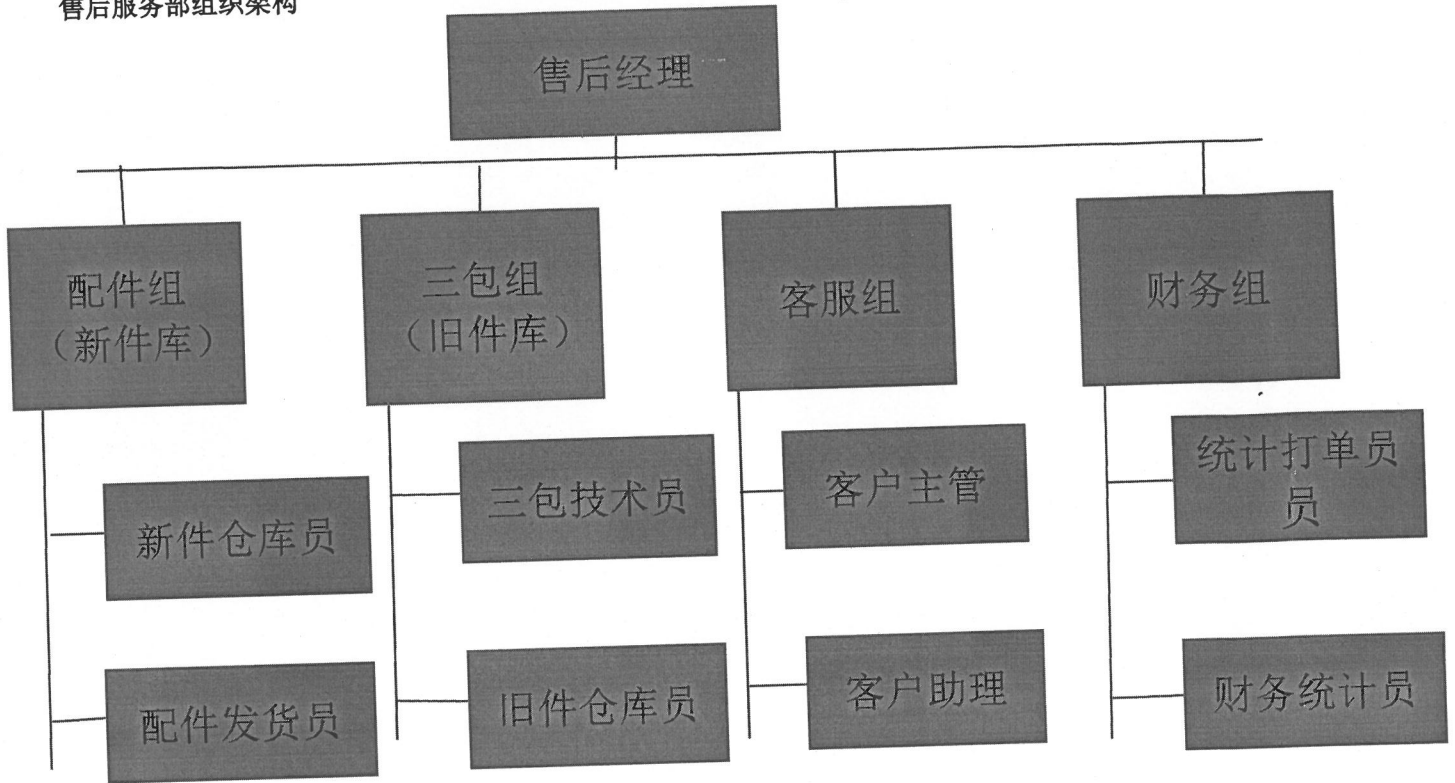 售后服务部组织架构
售后经理
配件组
（新件库）
三包组
（旧件库）
客服组
财务组
新件仓库员
三包技术员
客户主管
统计打单员
员
配件发货员
旧件仓库员
客户助理
财务统计员